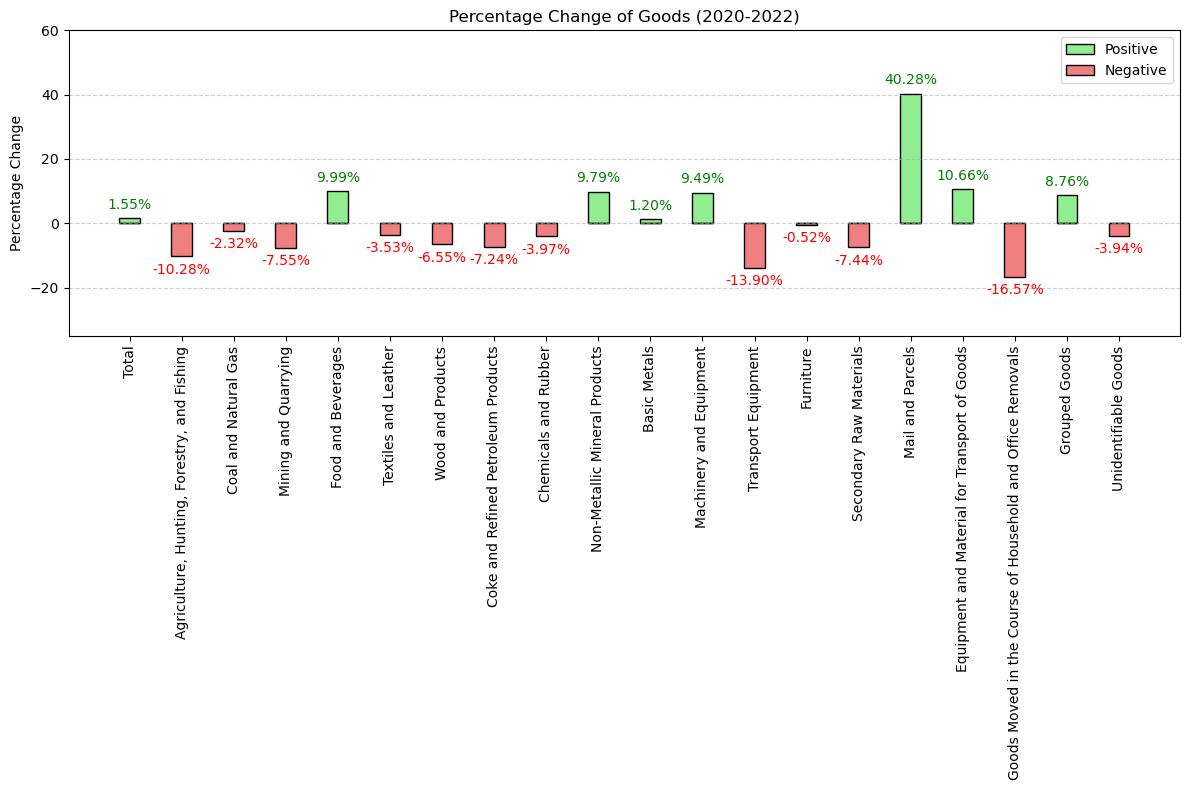 Percentage Change of Goods (2020-2022)
Percentage Change
60
40
20
0
−20
Positive
Negative
1.55%
-10.28%
-2.32%
-7.55%
9.99%
-3.53%
-6.55%
-7.24%
-3.97%
9.79%
1.20%
9.49%
-13.90%
-0.52%
-7.44%
40.28%
10.66%
-16.57%
8.76%
-3.94%
Total
Agriculture, Hunting, Forestry, and Fishing
Coal and Natural Gas
Mining and Quarrying
Food and Beverages
Textiles and Leather
Wood and Products
Coke and Refined Petroleum Products
Chemicals and Rubber
Non-Metallic Mineral Products
Basic Metals
Machinery and Equipment
Transport Equipment
Furniture
Secondary Raw Materials
Mail and Parcels
Equipment and Material for Transport of Goods
Goods Moved in the Course of Household and Office Removals
Grouped Goods
Unidentifiable Goods